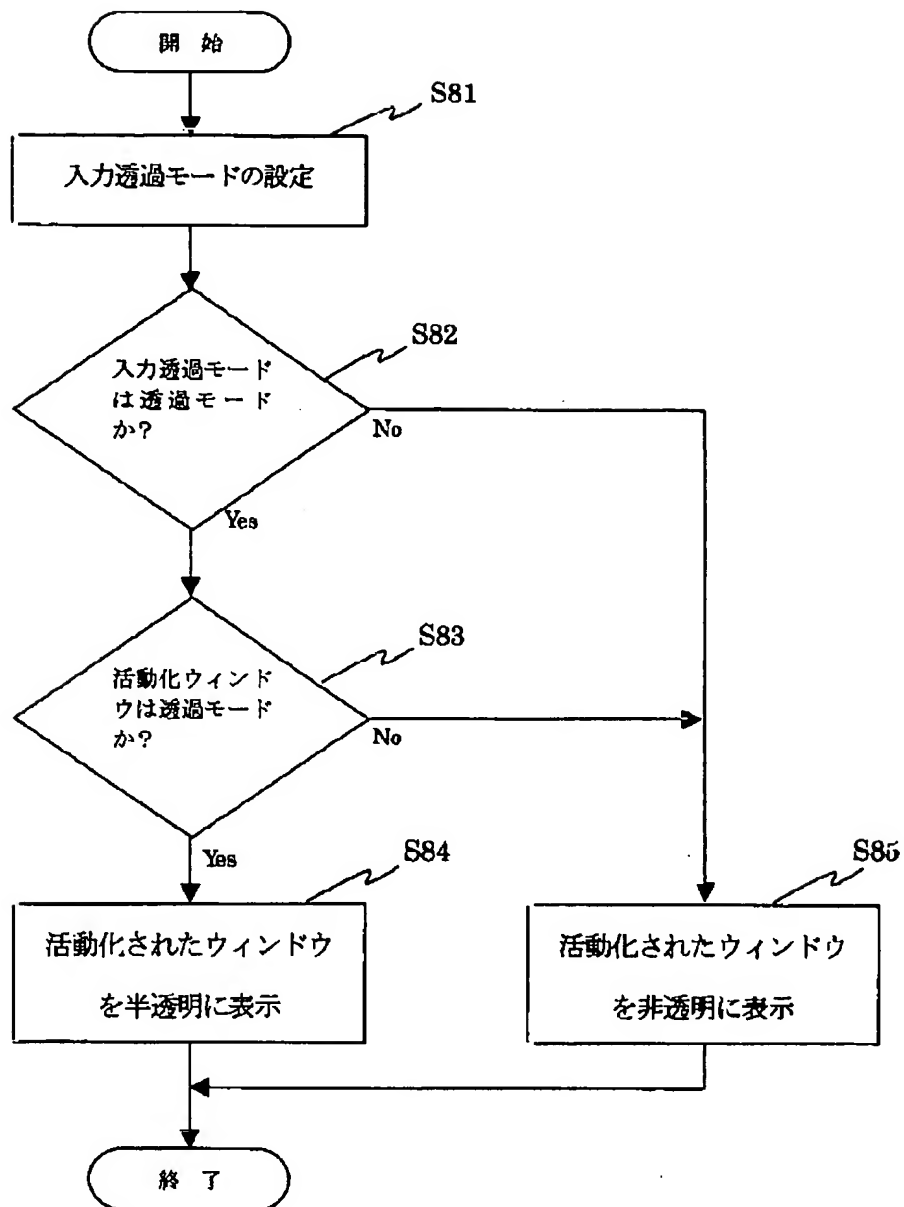 開 始
S81
入力透過モードの設定
S82
入力透過モード
は透過モード
か?
No
Yes
S83
活動化ウィンド
ウは透過モード
か?
No
Yes
S84
活動化されたウィンドウ
を半透明に表示
S85
活動化されたウィンドウ
を非透明に表示
終 了